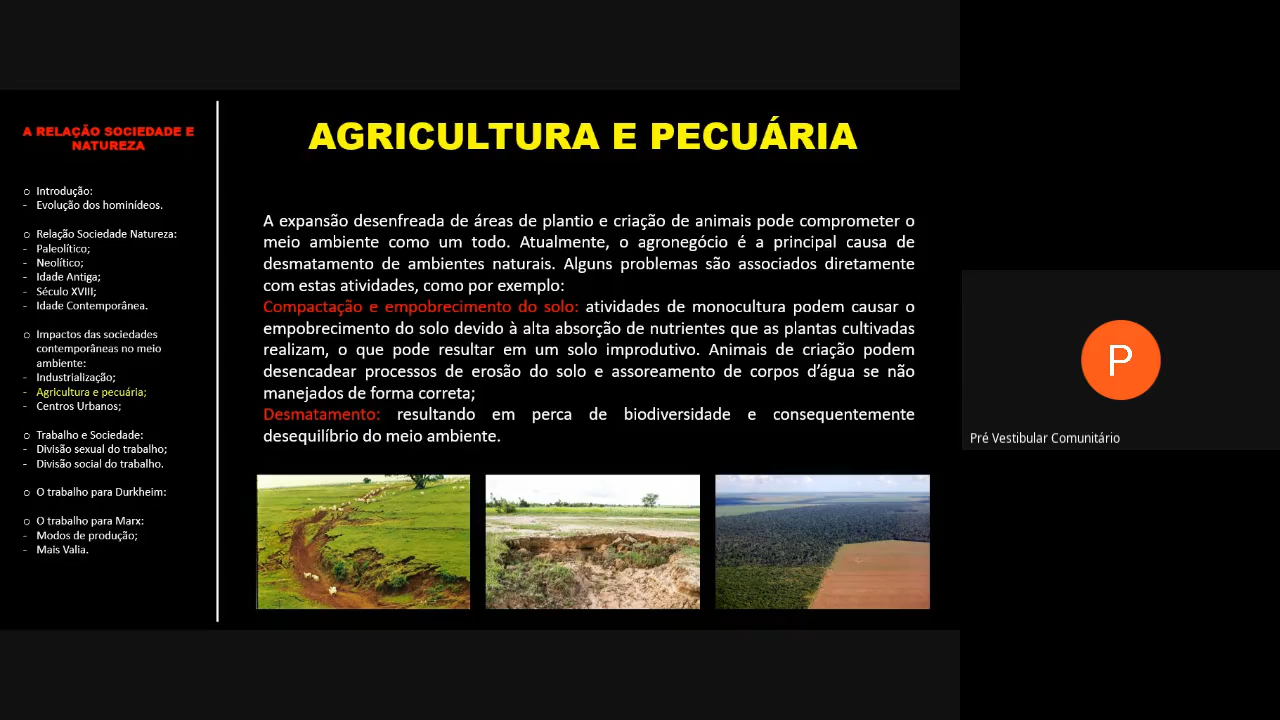 A RELAÇÃO SOCIEDADE E
NATUREZA
o Introdução:
- Evolução dos hominídeos.
o Relação Sociedade Natureza:
- Paleolítico;
- Neolítico;
- Idade Antiga;
- Século XVIII;
- Idade Contemporânea.
o Impactos das sociedades
contemporâneas no meio
ambiente:
- Industrialização;
- Agricultura e pecuária;
- Centros Urbanos;
o Trabalho e Sociedade:
- Divisão sexual do trabalho;
- Divisão social do trabalho.
o O trabalho para Durkheim:
o O trabalho para Marx:
- Modos de produção;
- Mais Valia.
AGRICULTURA E PECUÁRIA
A expansão desenfreada de áreas de plantio e criação de animais pode comprometer o
meio ambiente como um todo. Atualmente, o agronegócio é a principal causa de
desmatamento de ambientes naturais. Alguns problemas são associados diretamente
com estas atividades, como por exemplo:
Compactação e empobrecimento do solo: atividades de monocultura podem causar o
empobrecimento do solo devido à alta absorção de nutrientes que as plantas cultivadas
realizam, o que pode resultar em um solo improdutivo. Animais de criação podem
desencadear processos de erosão do solo e assoreamento de corpos d’água se não
manejados de forma correta;
Desmatamento: resultando em perca de biodiversidade e consequentemente
desequilíbrio do meio ambiente.
P
Pré Vestibular Comunitário